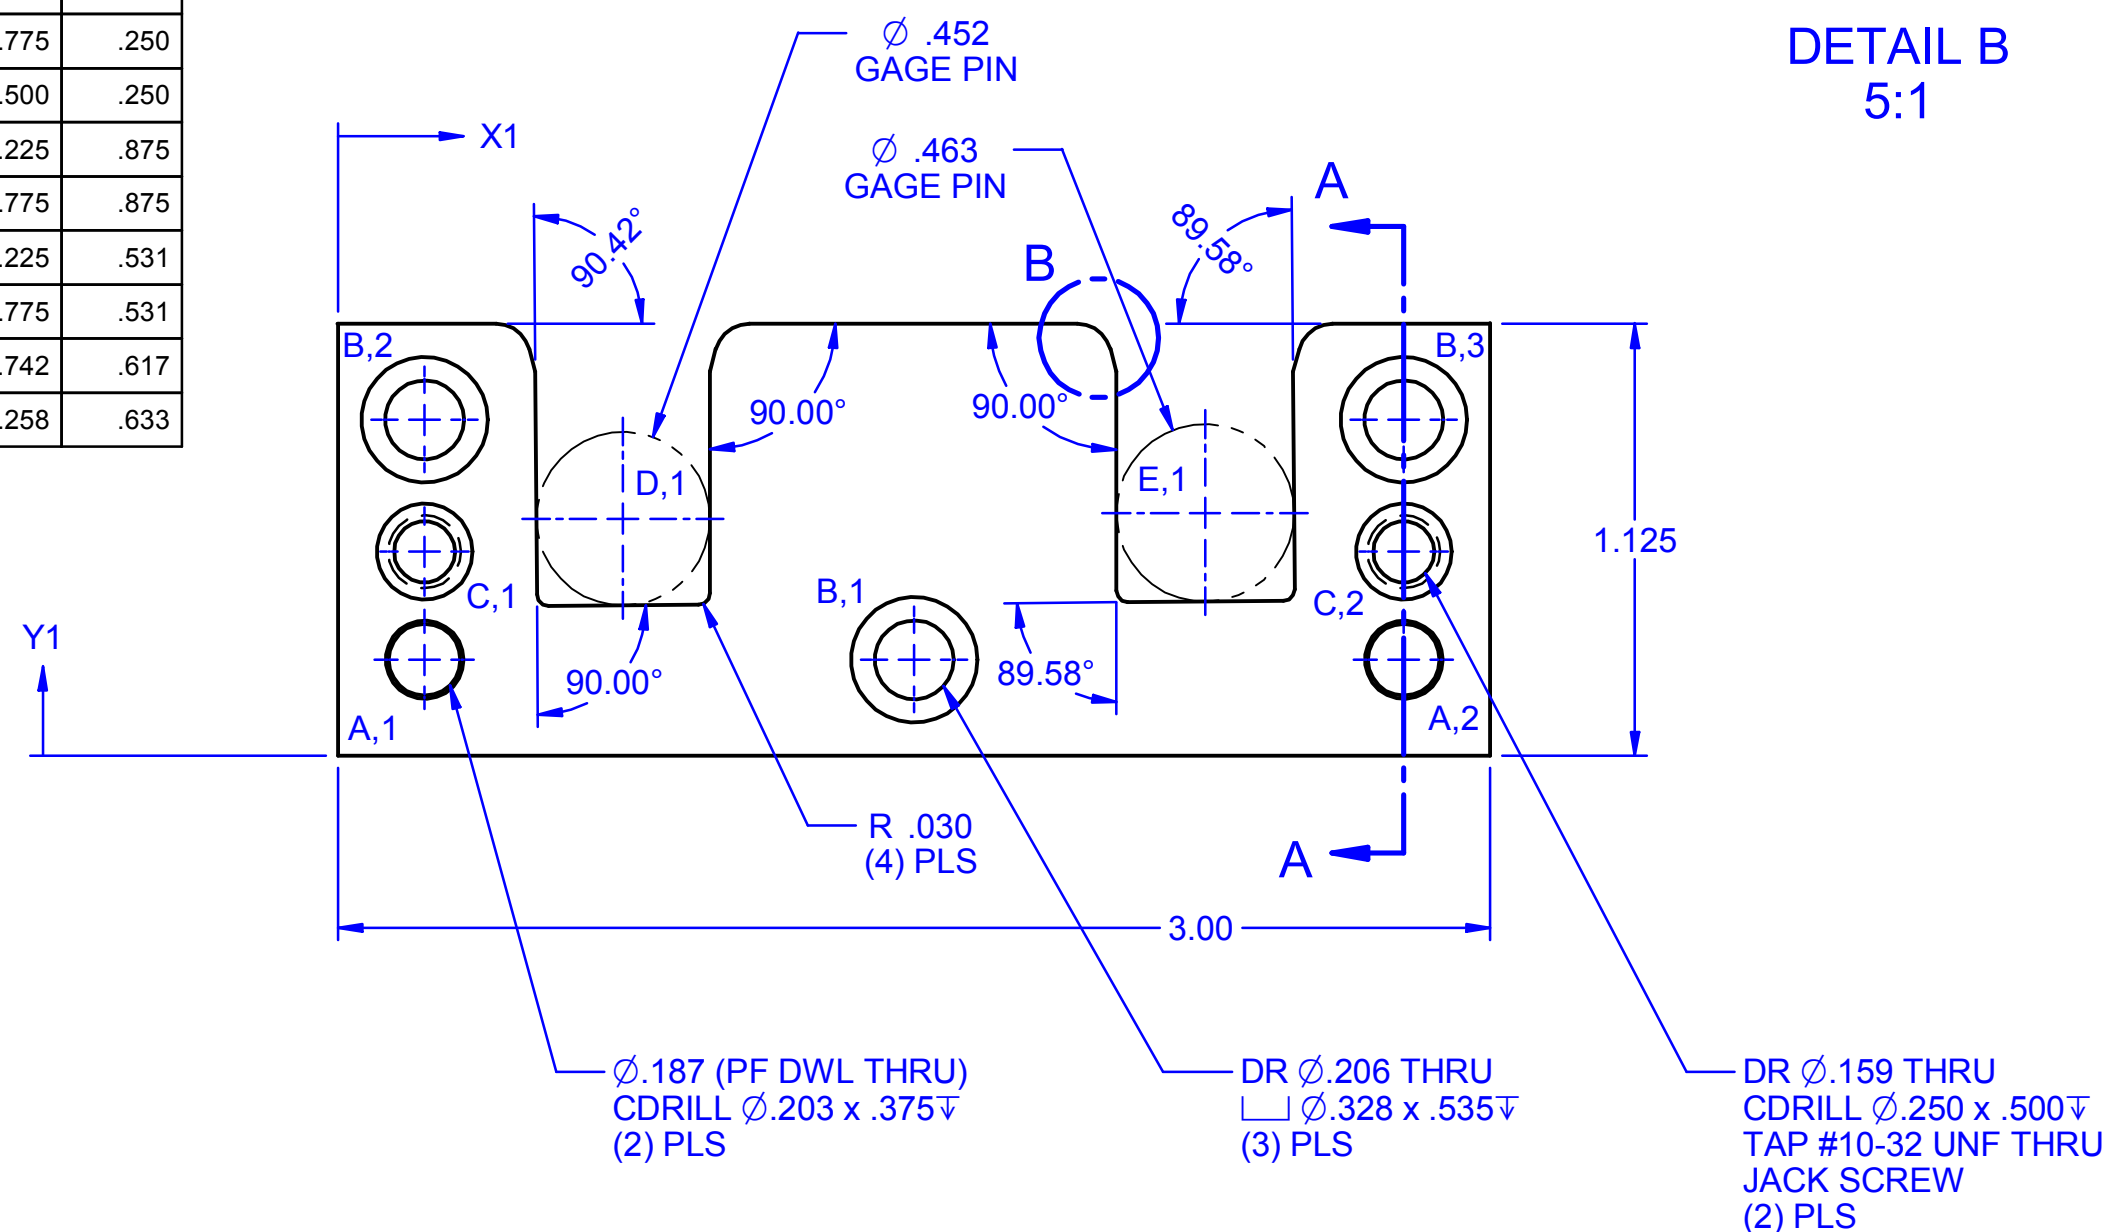 .775 .250
.500 .250
.225 .875
.775 .875
.225 .531
.775 .531
.742 .617
.258 .633
∅ .452
GAGE PIN
DETAIL B
5:1
X1
∅ .463
GAGE PIN
A
90.42°
89.58°
B
B,2
B,3
90.00°
90.00°
D,1
E,1
1.125
C,1
B,1
C,2
Y1
90.00°
89.58°
A,1
A,2
R .030
(4) PLS
A
3.00
∅.187 (PF DWL THRU)
CDRILL ∅.203 x .375↧
(2) PLS
DR ∅.206 THRU
⌴ ∅.328 x .535↧
(3) PLS
DR ∅.159 THRU
CDRILL ∅.250 x .500↧
TAP #10-32 UNF THRU
JACK SCREW
(2) PLS